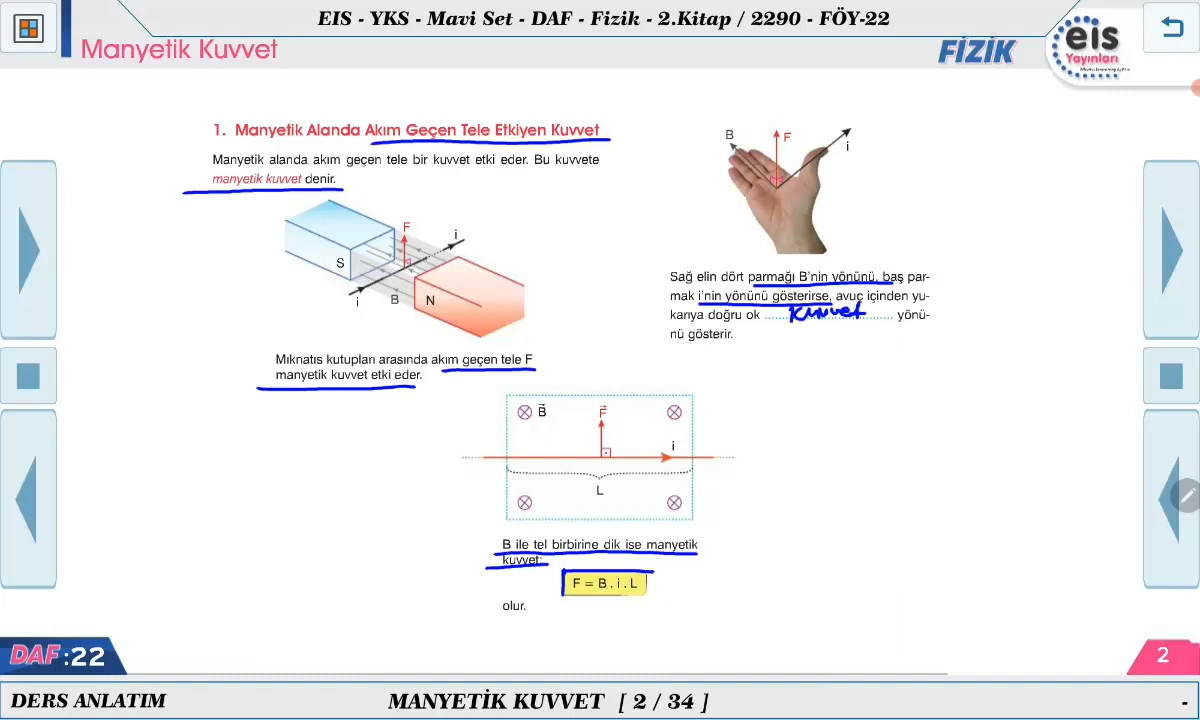 EIS - YKS - Mavi Set - DAF - Fizik - 2.Kitap / 2290 - FÖY-22
Manyetik Kuvvet
FİZİK
eis
Yayınları
1. Manyetik Alanda Akım Geçen Tele Etkiyen Kuvvet
Manyetik alanda akım geçen tele bir kuvvet etki eder. Bu kuvvete
manyetik kuvvet denir.
F
i
S
i
B
N
Mıknatıs kutupları arasında akım geçen tele F
manyetik kuvvet etki eder.
B
F
i
Sağ elin dört parmağı B'nin yönünü, baş par-
mak i'nin yönünü gösterirse, avuç içinden yu-
karıya doğru ok ......kuvvet...... yönü-
nü gösterir.
B
F
i
L
B ile tel birbirine dik ise manyetik
kuvvet;
F = B . i . L
olur.
DAF:22
2
DERS ANLATIM
MANYETİK KUVVET [ 2 / 34 ]
-